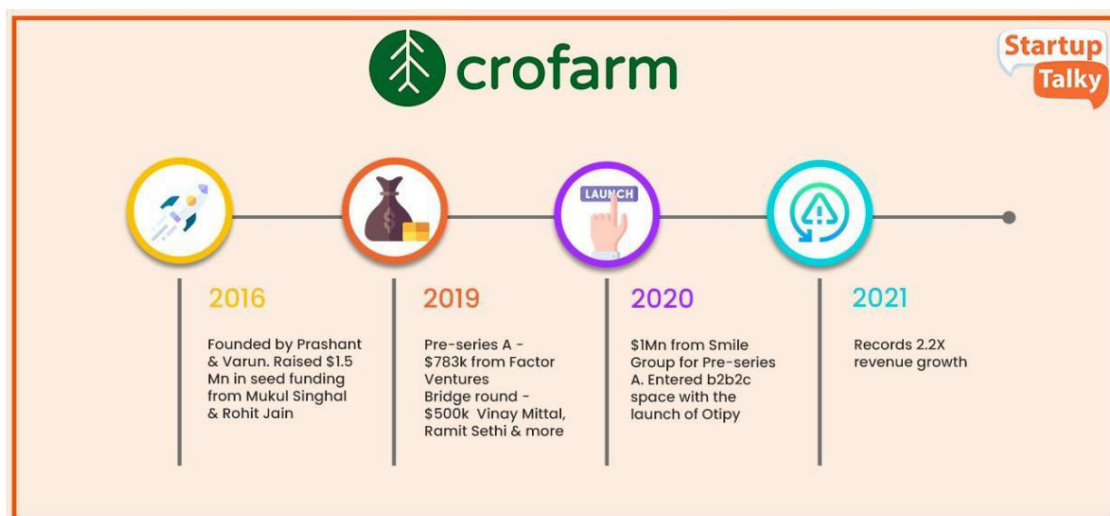 crofarm
Startup
Talky
LAUNCH
2016
Founded by Prashant
& Varun. Raised $1.5
Mn in seed funding
from Mukul Singhal
& Rohit Jain
2019
Pre-series A -
$783k from Factor
Ventures
Bridge round -
$500k Vinay Mittal,
Ramit Sethi & more
2020
$1Mn from Smile
Group for Pre-series
A. Entered b2b2c
space with the
launch of Otipy
2021
Records 2.2X
revenue growth